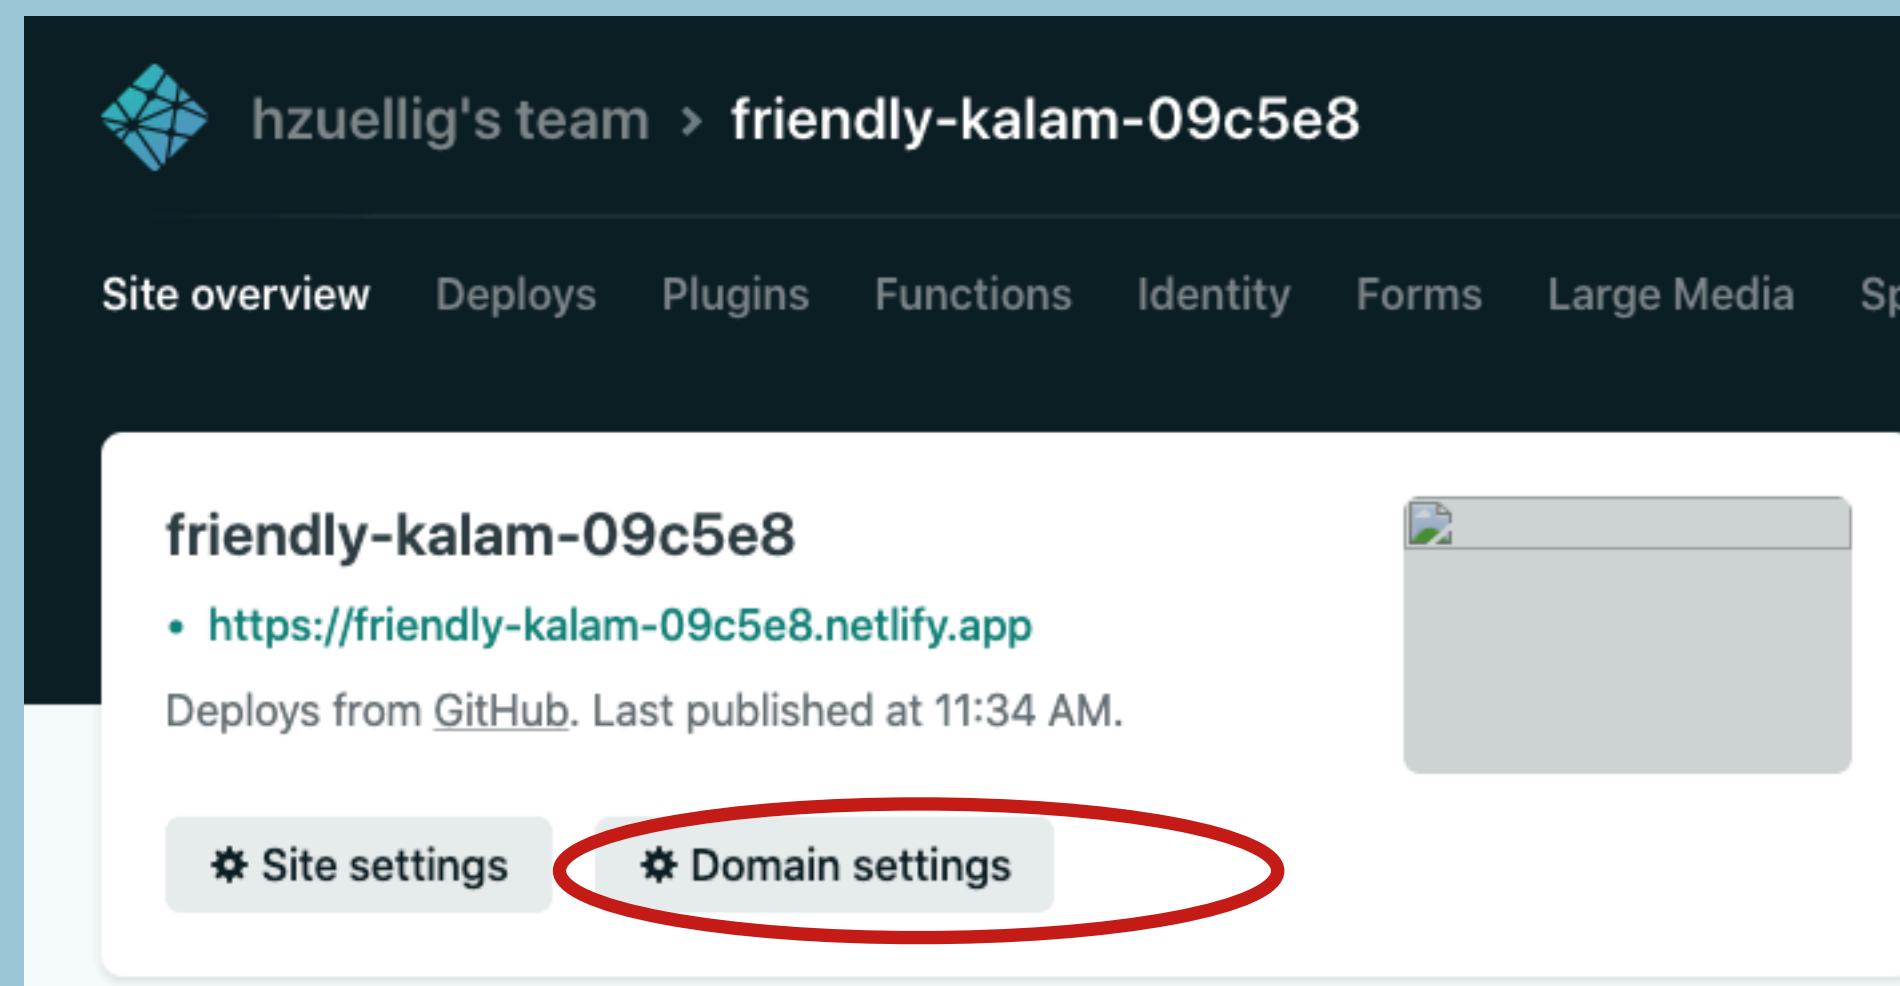 hzuellig's team > friendly-kalam-09c5e8
Site overview Deploys Plugins Functions Identity Forms Large Media Sp
friendly-kalam-09c5e8
• https://friendly-kalam-09c5e8.netlify.app
Deploys from GitHub. Last published at 11:34 AM.
Site settings Domain settings